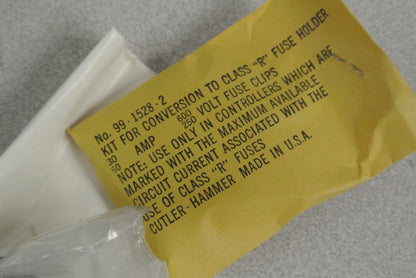 No. 99-1528-2
KIT FOR CONVERSION TO CLASS "R" FUSE HOLDER
30 600
60 AMP 250 VOLT FUSE CLIPS
NOTE: USE ONLY IN CONTROLLERS WHICH ARE
MARKED WITH THE MAXIMUM AVAILABLE
CIRCUIT CURRENT ASSOCIATED WITH THE
USE OF CLASS "R" FUSES
CUTLER-HAMMER MADE IN U.S.A.